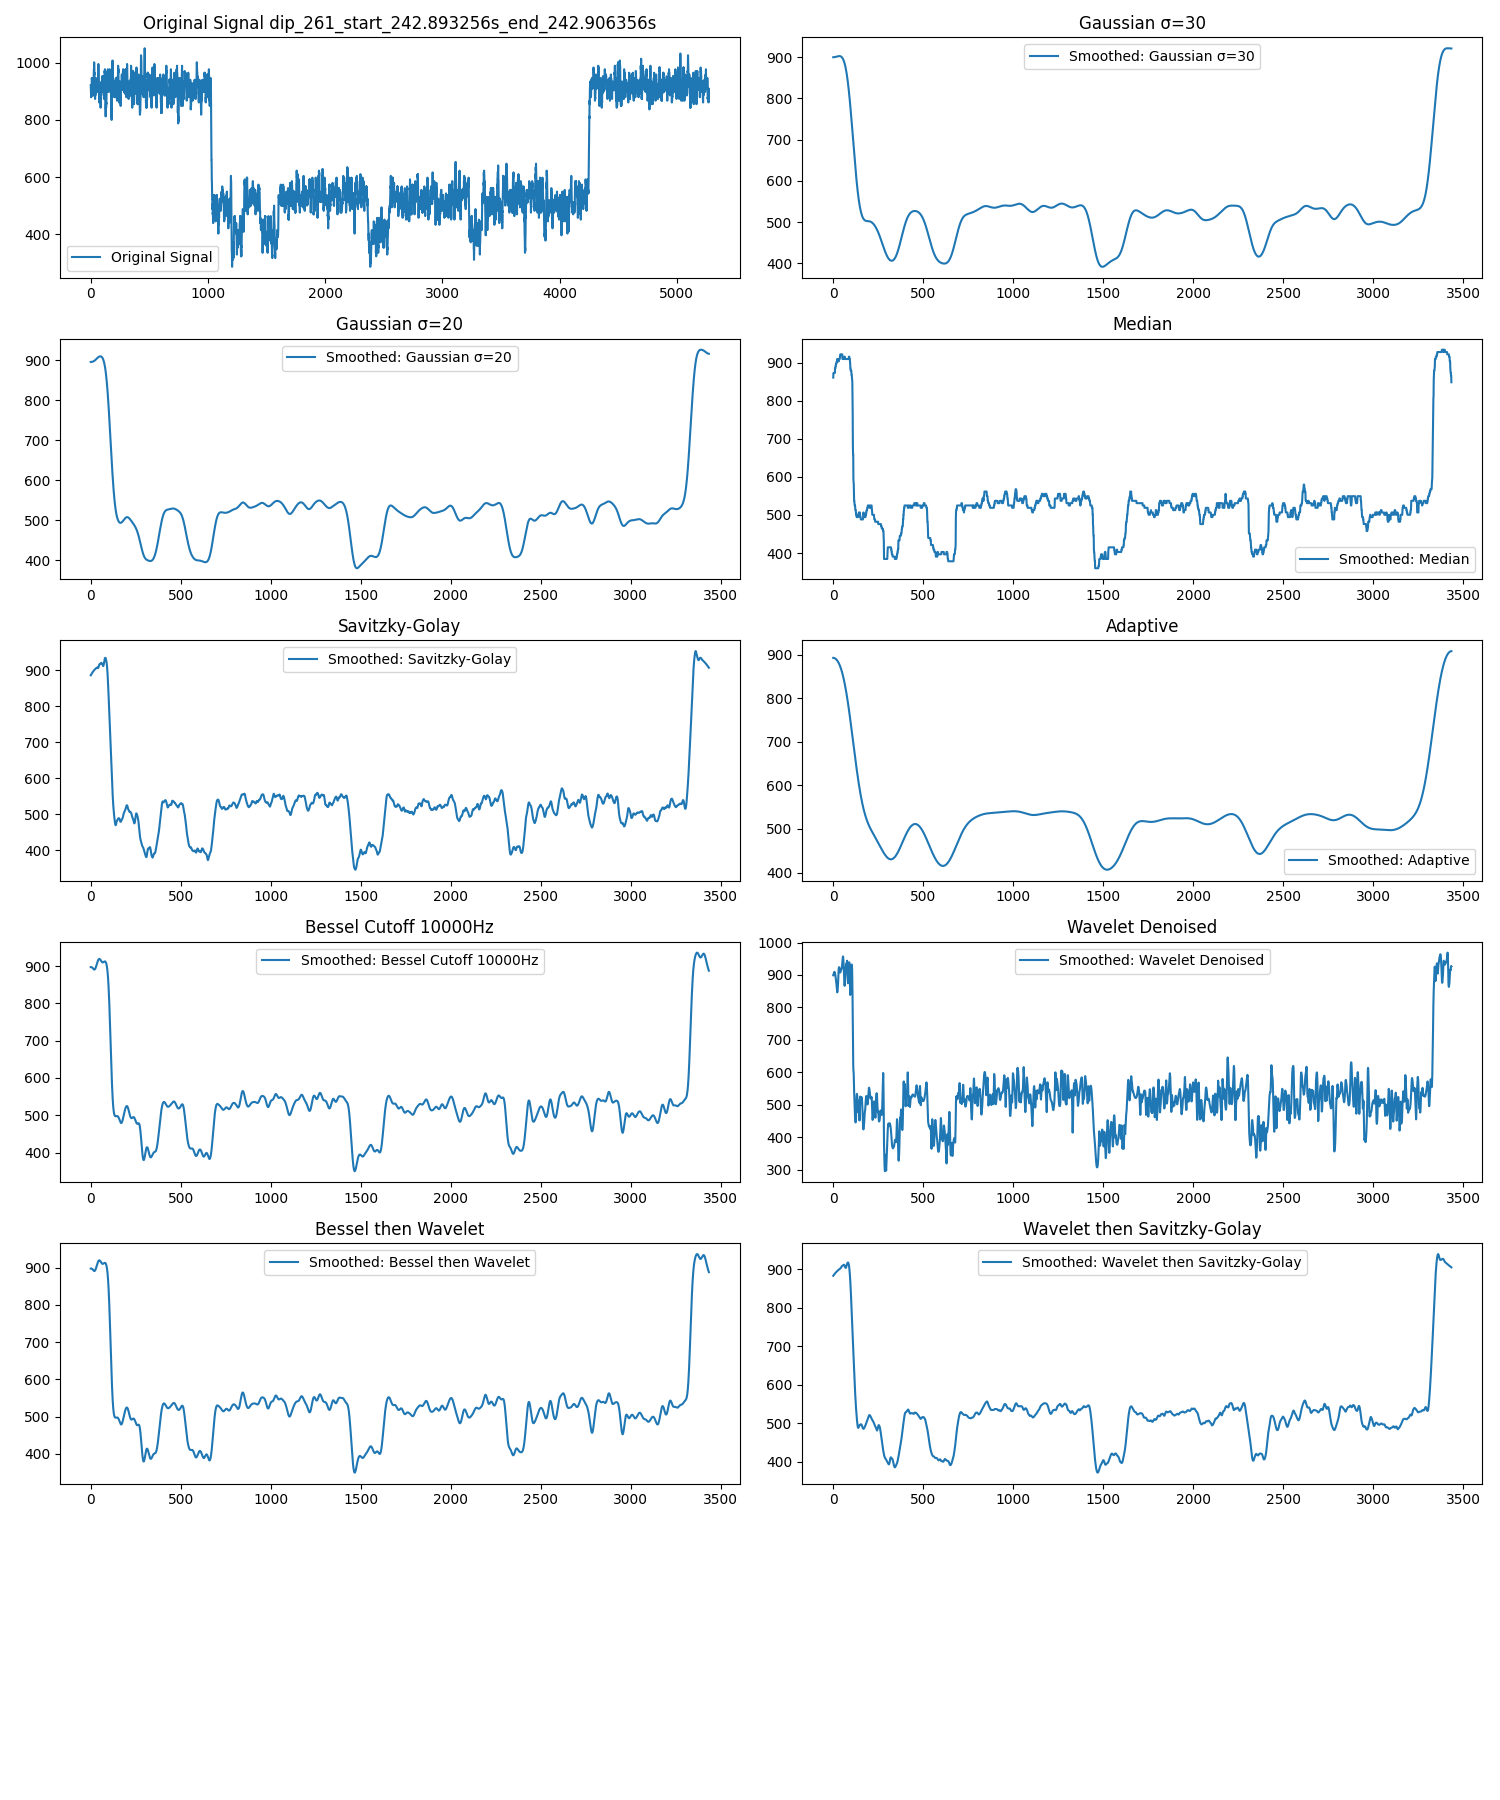 Original Signal dip_261_start_242.893256s_end_242.906356s
1000
800
600
400
Original Signal
0 1000 2000 3000 4000 5000
Gaussian σ=30
900
800
700
600
500
400
Smoothed: Gaussian σ=30
0 500 1000 1500 2000 2500 3000 3500
Gaussian σ=20
900
800
700
600
500
400
Smoothed: Gaussian σ=20
0 500 1000 1500 2000 2500 3000 3500
Median
900
800
700
600
500
400
Smoothed: Median
0 500 1000 1500 2000 2500 3000 3500
Savitzky-Golay
900
800
700
600
500
400
Smoothed: Savitzky-Golay
0 500 1000 1500 2000 2500 3000 3500
Adaptive
900
800
700
600
500
400
Smoothed: Adaptive
0 500 1000 1500 2000 2500 3000 3500
Bessel Cutoff 10000Hz
900
800
700
600
500
400
Smoothed: Bessel Cutoff 10000Hz
0 500 1000 1500 2000 2500 3000 3500
Wavelet Denoised
1000
900
800
700
600
500
400
300
Smoothed: Wavelet Denoised
0 500 1000 1500 2000 2500 3000 3500
Bessel then Wavelet
900
800
700
600
500
400
Smoothed: Bessel then Wavelet
0 500 1000 1500 2000 2500 3000 3500
Wavelet then Savitzky-Golay
900
800
700
600
500
400
Smoothed: Wavelet then Savitzky-Golay
0 500 1000 1500 2000 2500 3000 3500